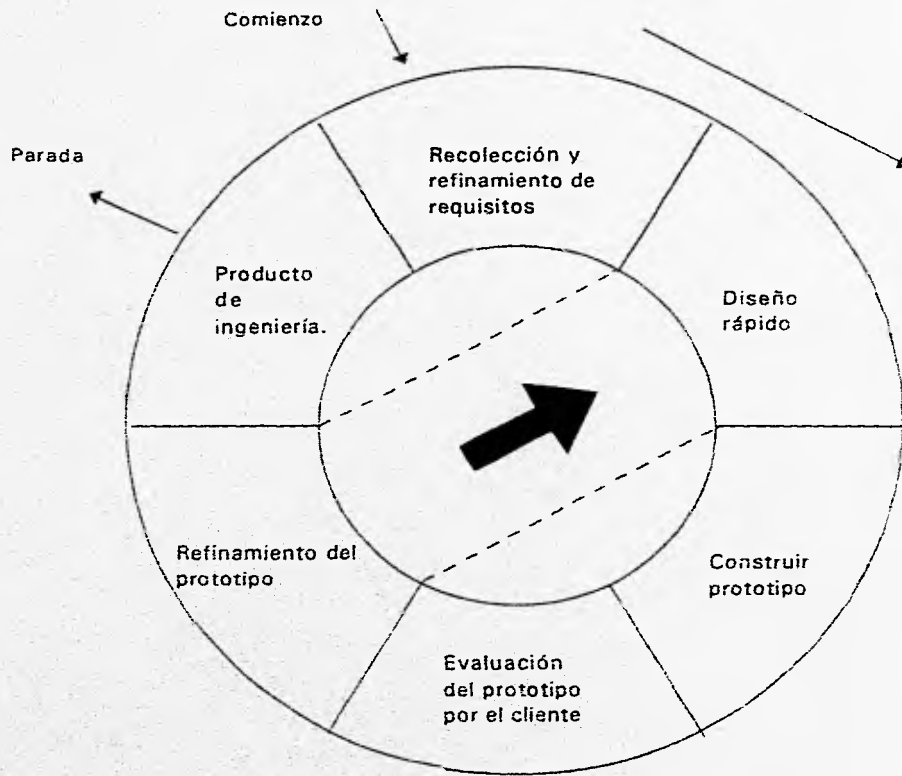 Comienzo
Parada
Recolección y
refinamiento de
requisitos
Diseño
rápido
Construir
prototipo
Evaluación
del prototipo
por el cliente
Refinamiento del
prototipo
Producto
de
ingeniería.